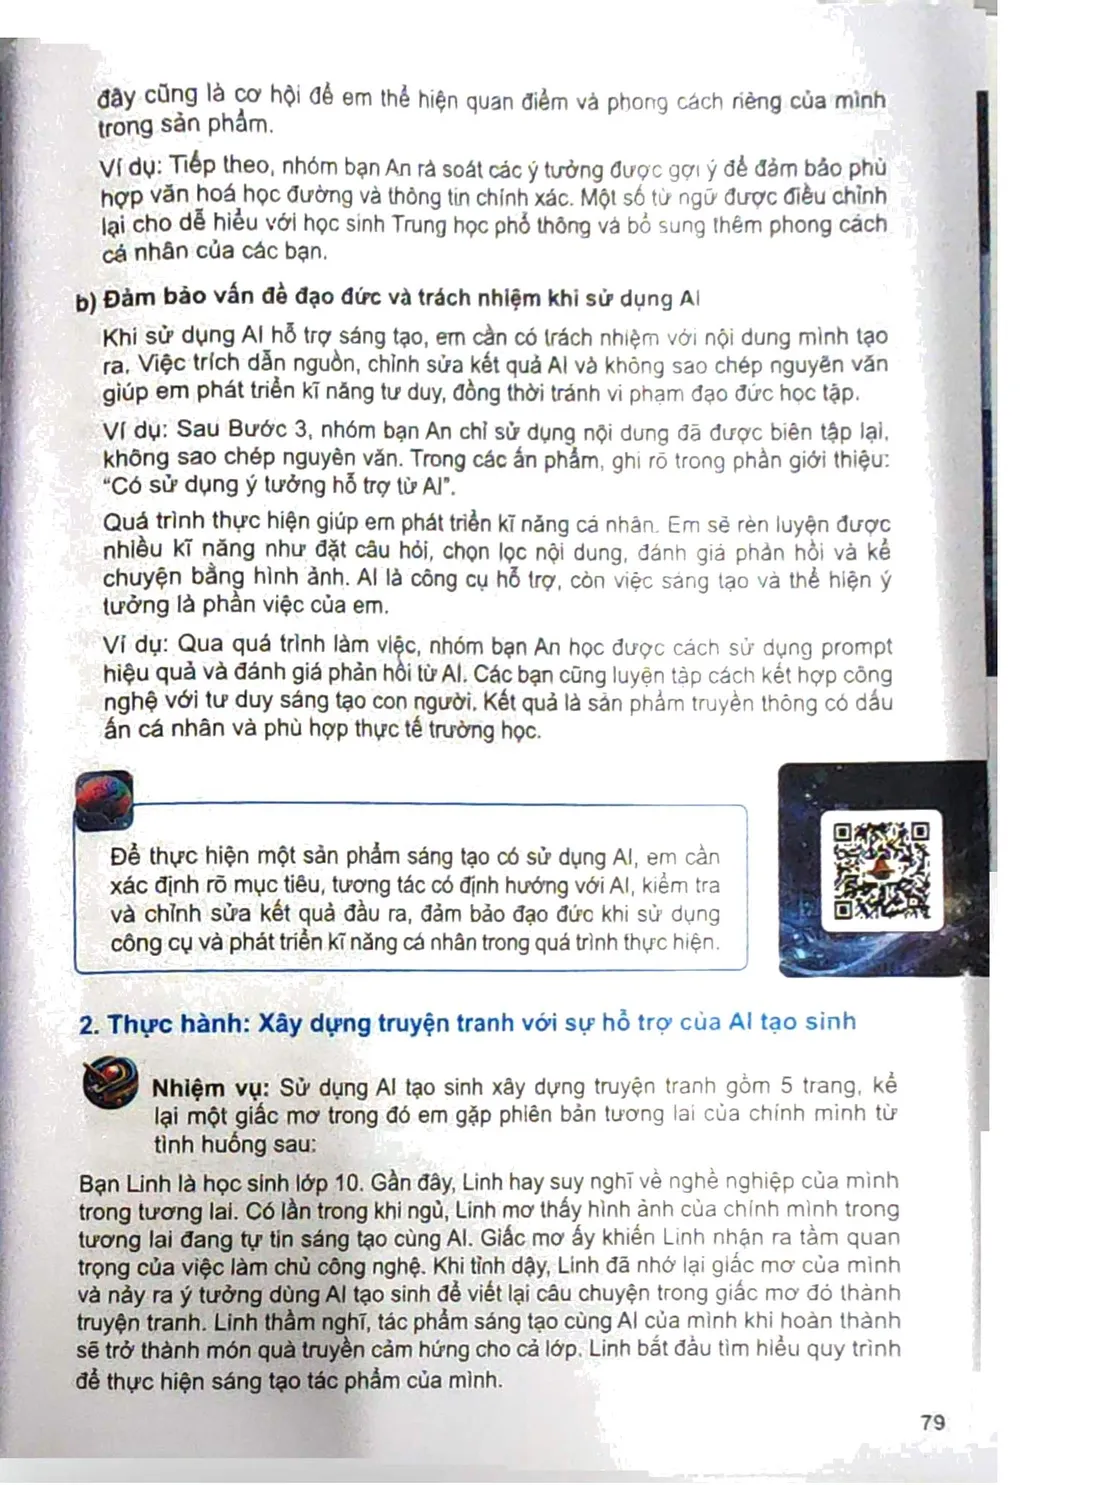 đây cũng là cơ hội để em thể hiện quan điểm và phong cách riêng của mình
trong sản phẩm.
Ví dụ: Tiếp theo, nhóm bạn An rà soát các ý tưởng được gợi ý để đảm bảo phù
hợp văn hoá học đường và thông tin chính xác. Một số từ ngữ được điều chỉnh
lại cho dễ hiểu với học sinh Trung học phổ thông và bổ sung thêm phong cách
cá nhân của các bạn.
b) Đảm bảo vấn đề đạo đức và trách nhiệm khi sử dụng AI
Khi sử dụng AI hỗ trợ sáng tạo, em cần có trách nhiệm với nội dung mình tạo
ra. Việc trích dẫn nguồn, chỉnh sửa kết quả AI và không sao chép nguyên văn
giúp em phát triển kĩ năng tư duy, đồng thời tránh vi phạm đạo đức học tập.
Ví dụ: Sau Bước 3, nhóm bạn An chỉ sử dụng nội dung đã được biên tập lại,
không sao chép nguyên văn. Trong các ấn phẩm, ghi rõ trong phần giới thiệu:
“Có sử dụng ý tưởng hỗ trợ từ AI”.
Quá trình thực hiện giúp em phát triển kĩ năng cá nhân. Em sẽ rèn luyện được
nhiều kĩ năng như đặt câu hỏi, chọn lọc nội dung, đánh giá phản hồi và kể
chuyện bằng hình ảnh. AI là công cụ hỗ trợ, còn việc sáng tạo và thể hiện ý
tưởng là phần việc của em.
Ví dụ: Qua quá trình làm việc, nhóm bạn An học được cách sử dụng prompt
hiệu quả và đánh giá phản hồi từ AI. Các bạn cũng luyện tập cách kết hợp công
nghệ với tư duy sáng tạo con người. Kết quả là sản phẩm truyền thông có dấu
ấn cá nhân và phù hợp thực tế trường học.
Để thực hiện một sản phẩm sáng tạo có sử dụng AI, em cần
xác định rõ mục tiêu, tương tác có định hướng với AI, kiểm tra
và chỉnh sửa kết quả đầu ra, đảm bảo đạo đức khi sử dụng
công cụ và phát triển kĩ năng cá nhân trong quá trình thực hiện.
2. Thực hành: Xây dựng truyện tranh với sự hỗ trợ của AI tạo sinh
Nhiệm vụ: Sử dụng AI tạo sinh xây dựng truyện tranh gồm 5 trang, kể
lại một giấc mơ trong đó em gặp phiên bản tương lai của chính mình từ
tình huống sau:
Bạn Linh là học sinh lớp 10. Gần đây, Linh hay suy nghĩ về nghề nghiệp của mình
trong tương lai. Có lần trong khi ngủ, Linh mơ thấy hình ảnh của chính mình trong
tương lai đang tự tin sáng tạo cùng AI. Giấc mơ ấy khiến Linh nhận ra tầm quan
trọng của việc làm chủ công nghệ. Khi tỉnh dậy, Linh đã nhớ lại giấc mơ của mình
và nảy ra ý tưởng dùng AI tạo sinh để viết lại câu chuyện trong giấc mơ đó thành
truyện tranh. Linh thầm nghĩ, tác phẩm sáng tạo cùng AI của mình khi hoàn thành
sẽ trở thành món quà truyền cảm hứng cho cả lớp. Linh bắt đầu tìm hiểu quy trình
để thực hiện sáng tạo tác phẩm của mình.
79